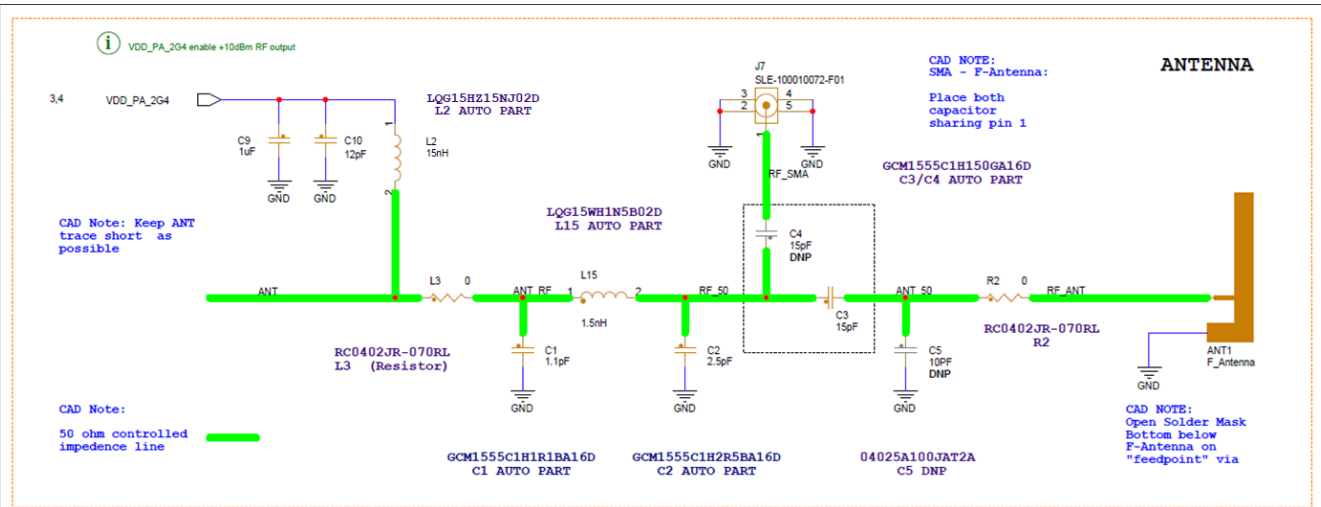 VDD_PA_2G4 enable +10dBm RF output
ANTENNA
CAD NOTE:
SMA - F-Antenna:
Place both
capacitor
sharing pin 1
J7
SLE-100010072-F01
3
2
4
5
1
GND
GND
RF_SMA
3,4
VDD_PA_2G4
LQG15HZ15NJ02D
L2 AUTO PART
C9
1uF
C10
12pF
1
L2
15nH
2
GND
GND
GCM1555C1H150GA16D
C3/C4 AUTO PART
CAD Note: Keep ANT
trace short as
possible
LQG15WH1N5B02D
L15 AUTO PART
C4
15pF
DNP
ANT
L3
0
ANT_RF
1
L15
2
1.5nH
RF_50
C3
15pF
ANT_50
R2
0
RF_ANT
RC0402JR-070RL
L3 (Resistor)
C1
1.1pF
GND
C2
2.5pF
GND
C5
10PF
DNP
GND
RC0402JR-070RL
R2
ANT1
F_Antenna
GND
CAD Note:
50 ohm controlled
impedence line
GCM1555C1H1R1BA16D
C1 AUTO PART
GCM1555C1H2R5BA16D
C2 AUTO PART
04025A100JAT2A
C5 DNP
CAD NOTE:
Open Solder Mask
Bottom below
F-Antenna on
"feedpoint" via